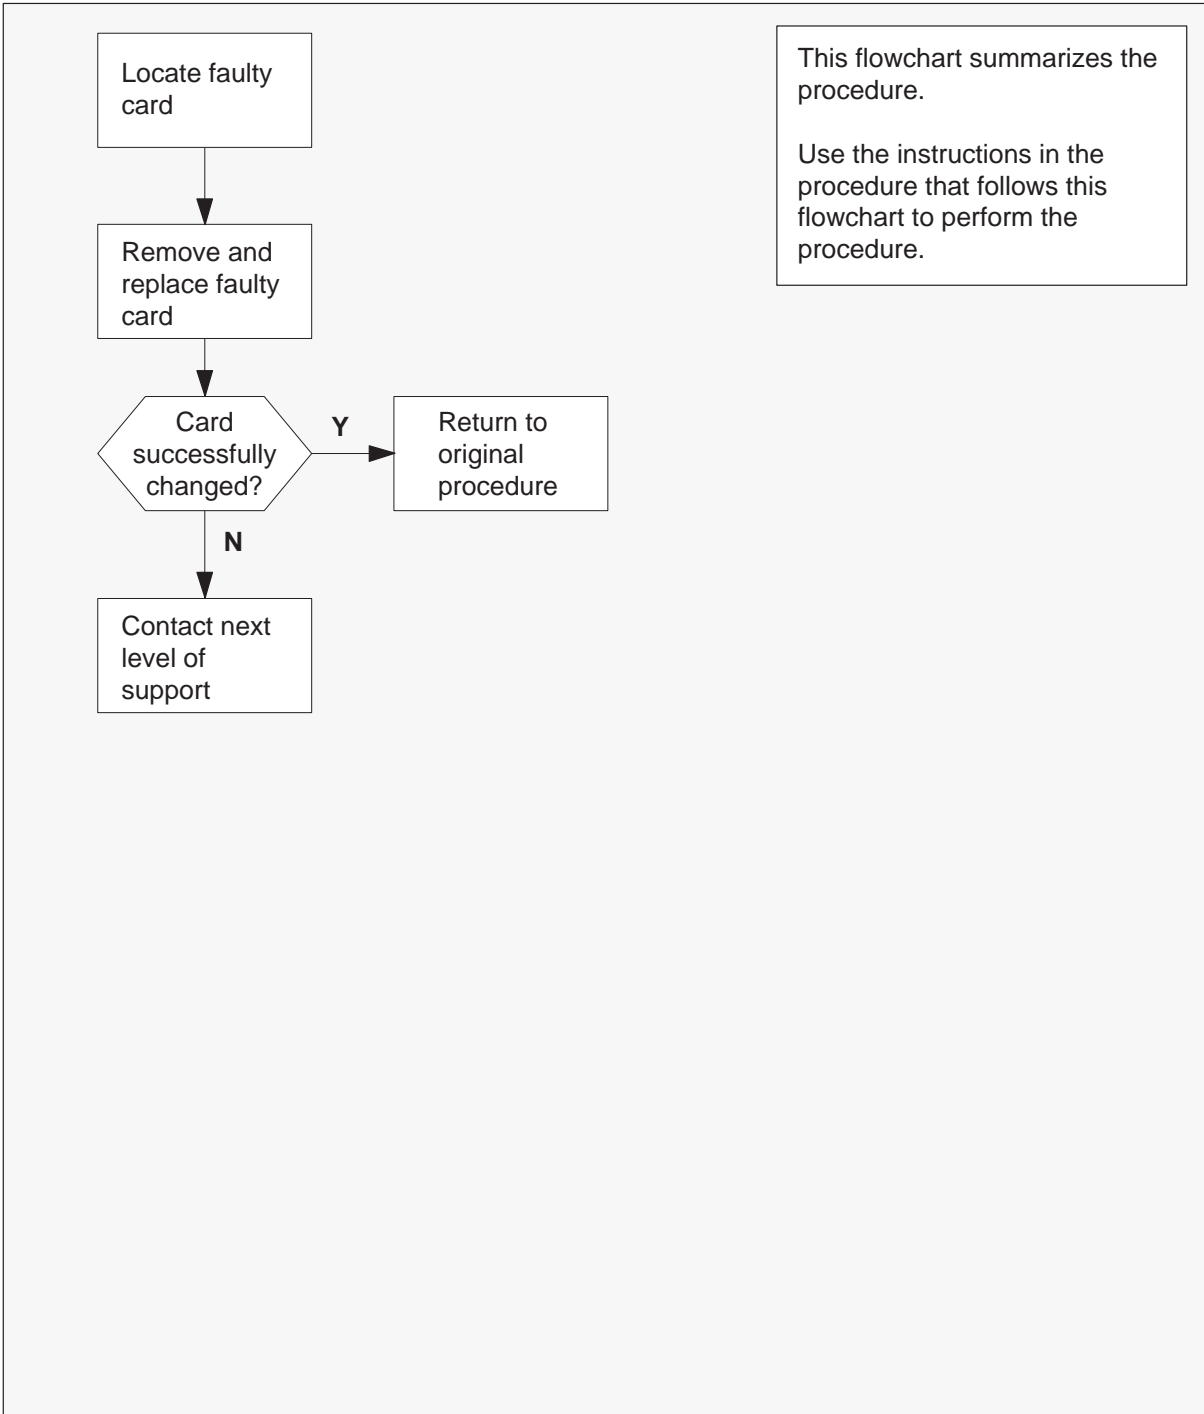 Locate faulty
card
Remove and
replace faulty
card
Card
successfully
changed?
Y
Return to
original
procedure
N
Contact next
level of
support
This flowchart summarizes the
procedure.
Use the instructions in the
procedure that follows this
flowchart to perform the
procedure.